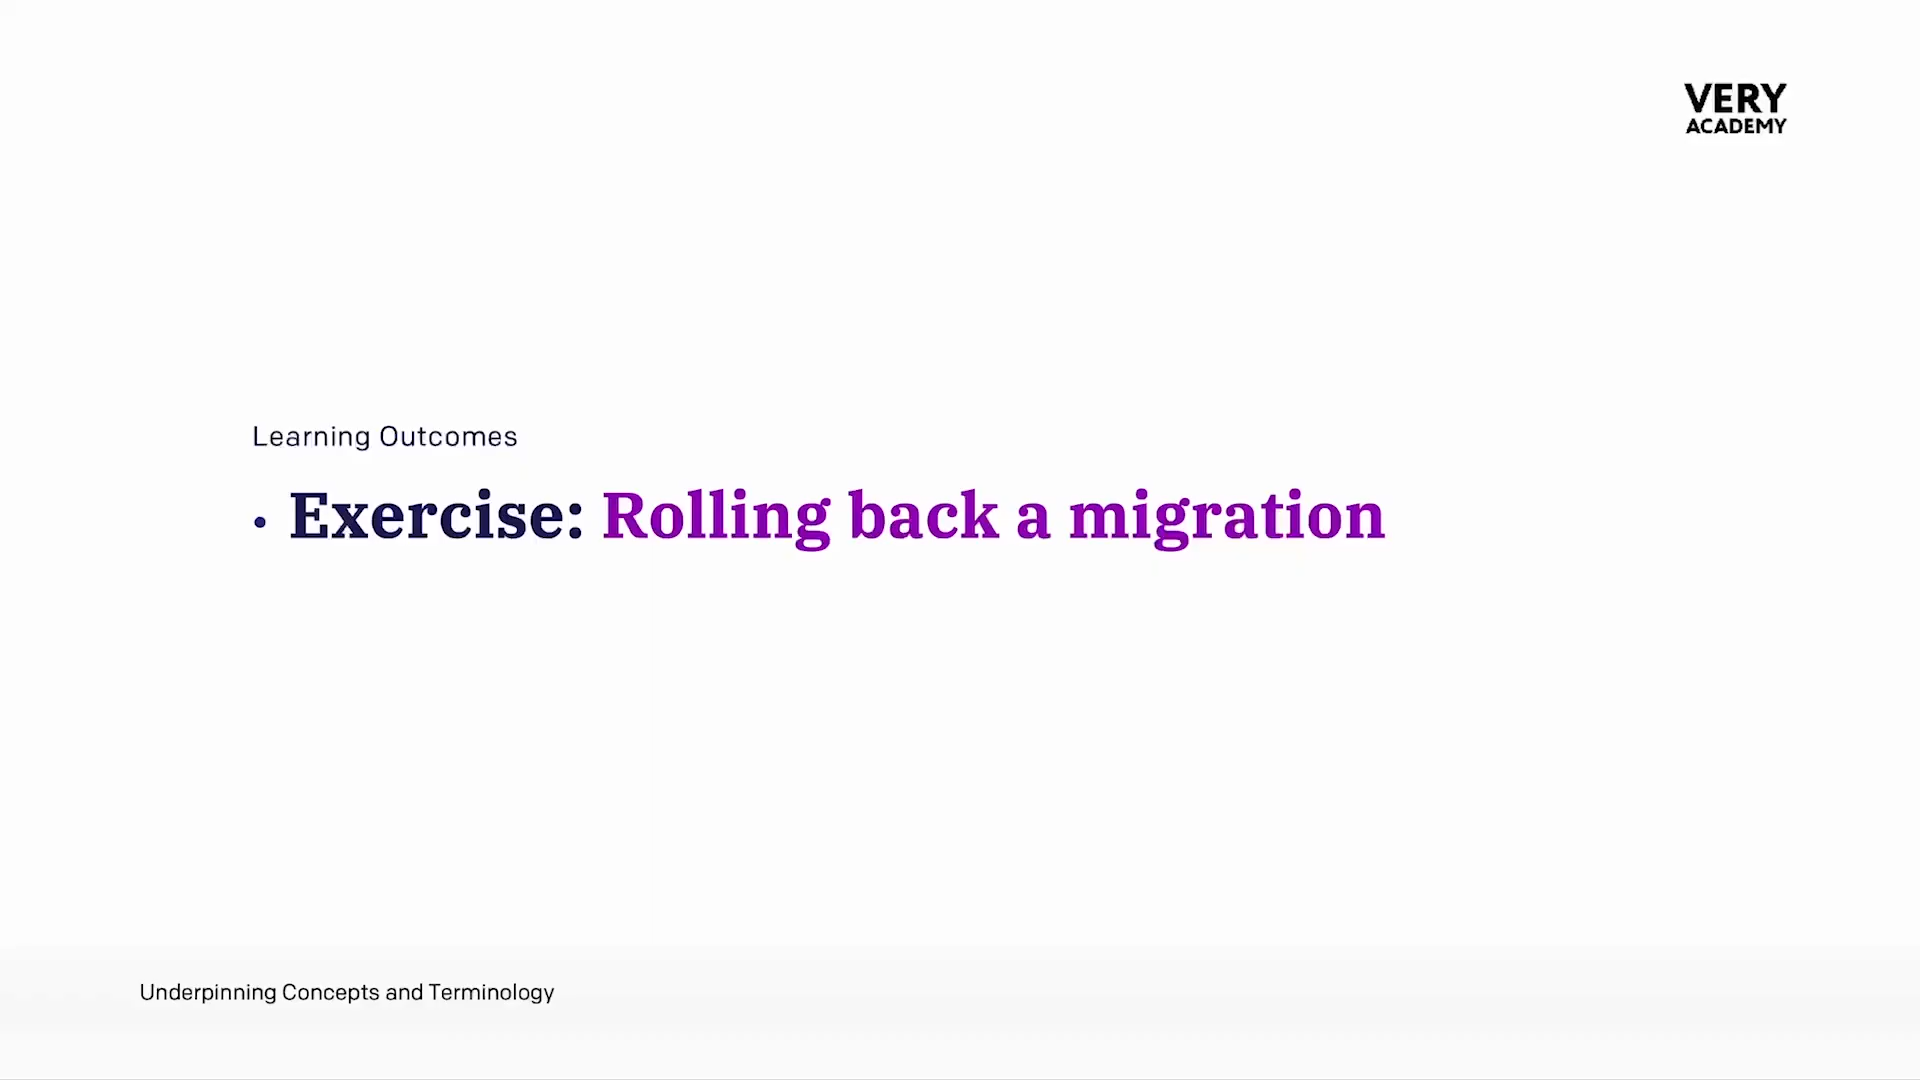 VERY
ACADEMY
Learning Outcomes
• Exercise: Rolling back a migration
Underpinning Concepts and Terminology